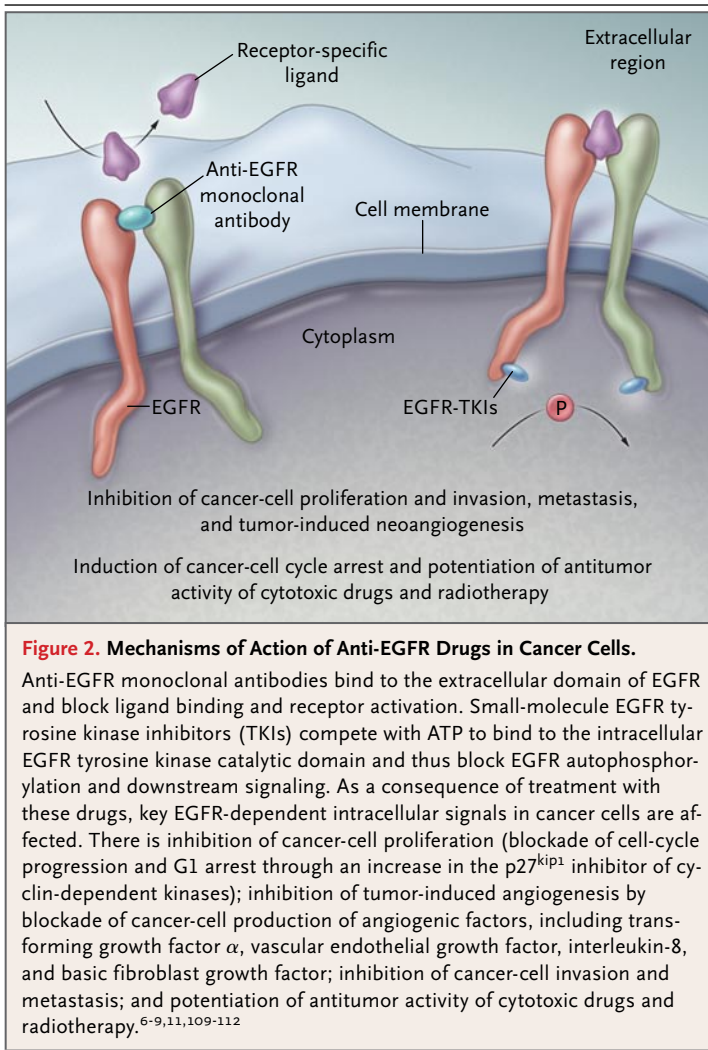 Receptor-specific
ligand
Extracellular
region
Anti-EGFR
monoclonal
antibody
Cell membrane
Cytoplasm
EGFR
EGFR-TKIs
P
Inhibition of cancer-cell proliferation and invasion, metastasis,
and tumor-induced neoangiogenesis
Induction of cancer-cell cycle arrest and potentiation of antitumor
activity of cytotoxic drugs and radiotherapy
Figure 2. Mechanisms of Action of Anti-EGFR Drugs in Cancer Cells.
Anti-EGFR monoclonal antibodies bind to the extracellular domain of EGFR
and block ligand binding and receptor activation. Small-molecule EGFR ty-
rosine kinase inhibitors (TKIs) compete with ATP to bind to the intracellular
EGFR tyrosine kinase catalytic domain and thus block EGFR autophosphor-
ylation and downstream signaling. As a consequence of treatment with
these drugs, key EGFR-dependent intracellular signals in cancer cells are af-
fected. There is inhibition of cancer-cell proliferation (blockade of cell-cycle
progression and G1 arrest through an increase in the p27kip1 inhibitor of cy-
clin-dependent kinases); inhibition of tumor-induced angiogenesis by
blockade of cancer-cell production of angiogenic factors, including trans-
forming growth factor α, vascular endothelial growth factor, interleukin-8,
and basic fibroblast growth factor; inhibition of cancer-cell invasion and
metastasis; and potentiation of antitumor activity of cytotoxic drugs and
radiotherapy.6-9,11,109-112